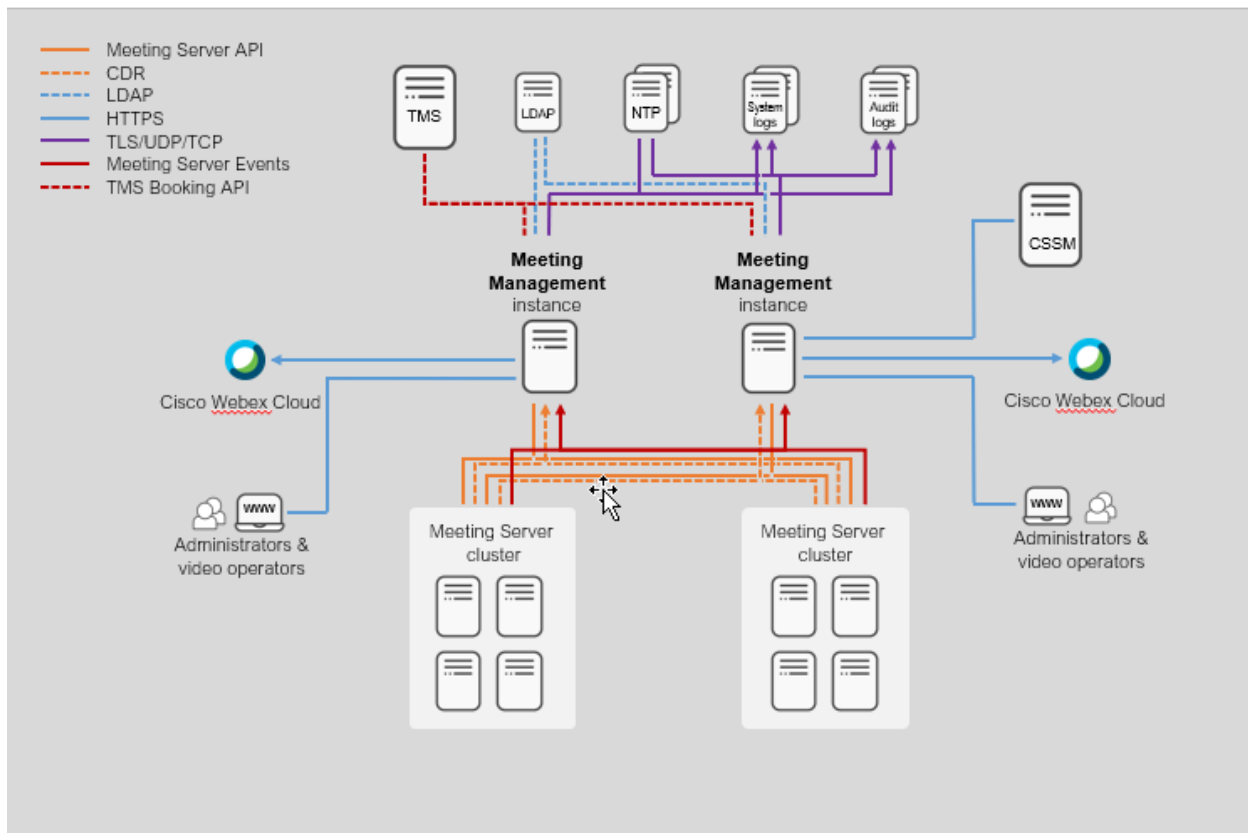 Meeting Server API
CDR
LDAP
HTTPS
TLS/UDP/TCP
Meeting Server Events
TMS Booking API
TMS
LDAP
NTP
System
logs
Audit
logs
CSSM
Meeting
Management
instance
Meeting
Management
instance
Cisco Webex Cloud
Cisco Webex Cloud
www
Administrators &
video operators
www
Administrators &
video operators
Meeting Server
cluster
Meeting Server
cluster